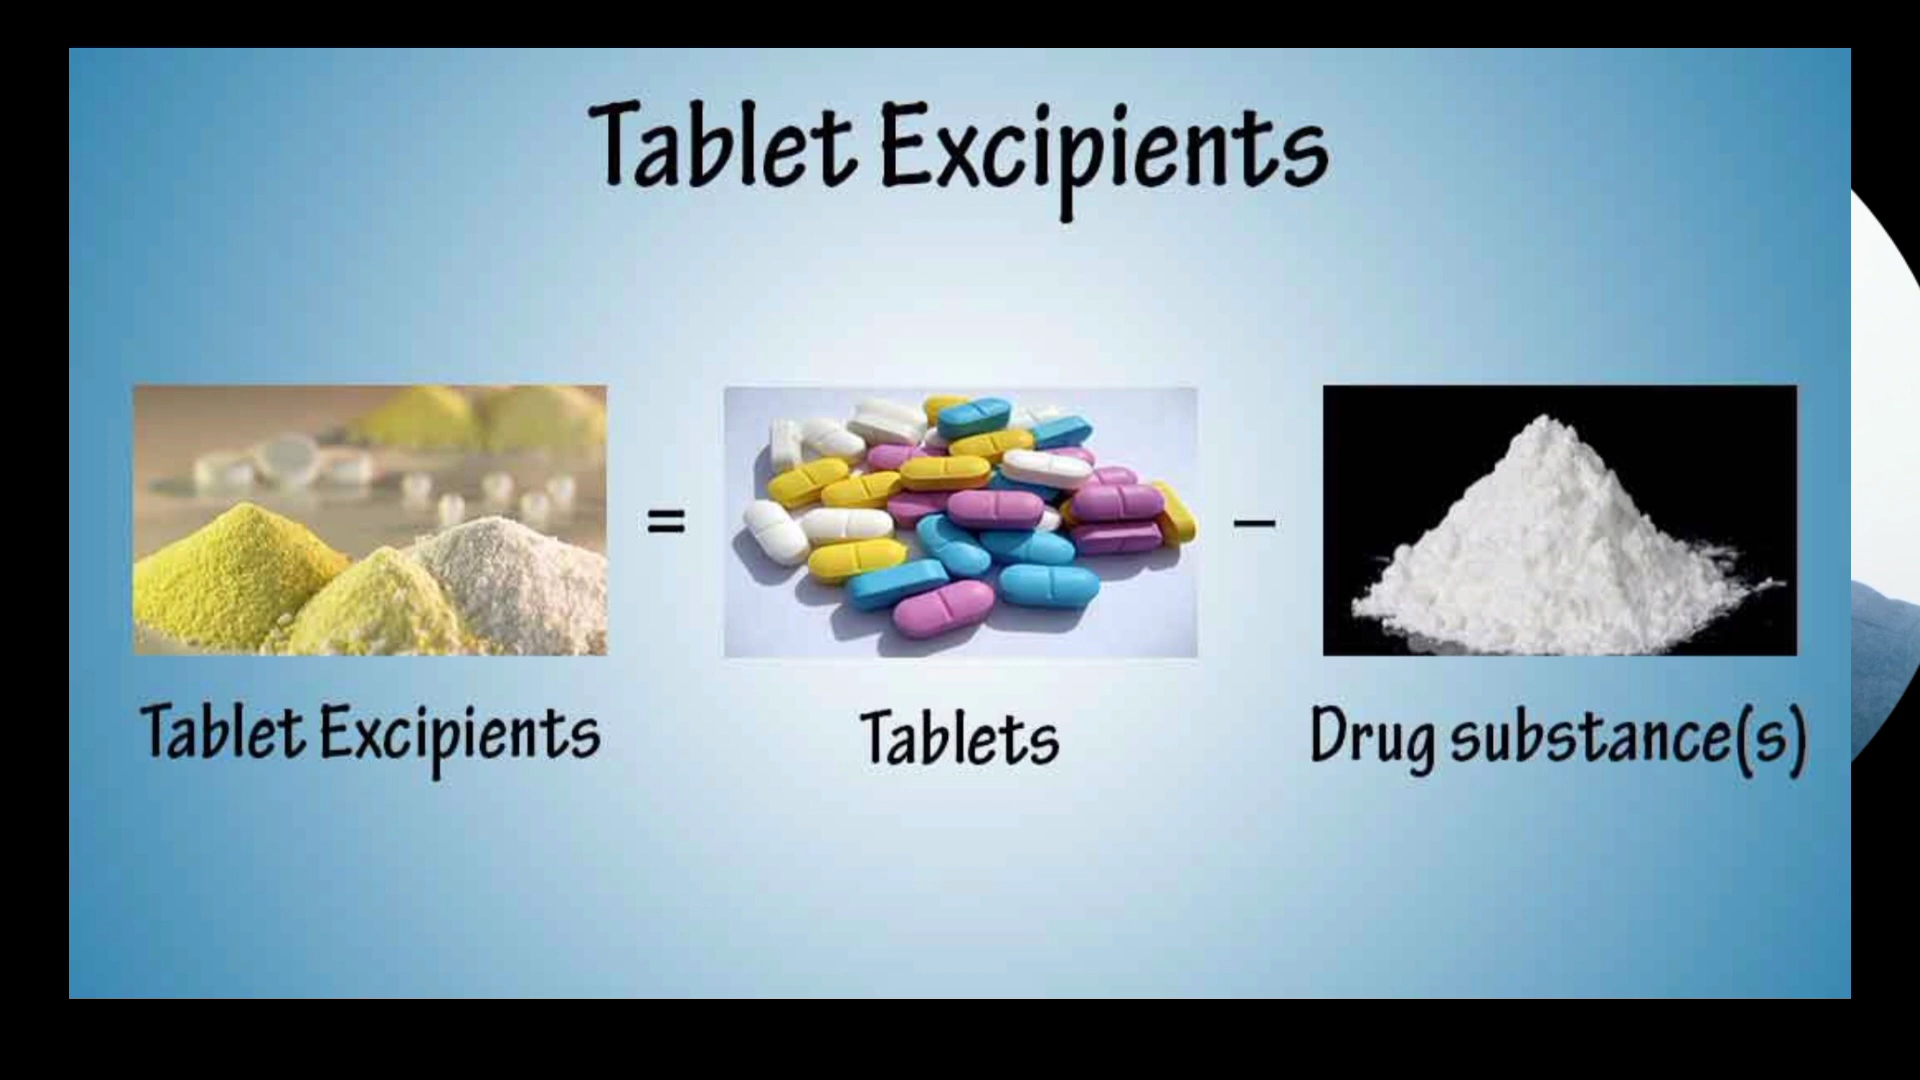 Tablet Excipients
= –
Tablet Excipients Tablets Drug substance(s)